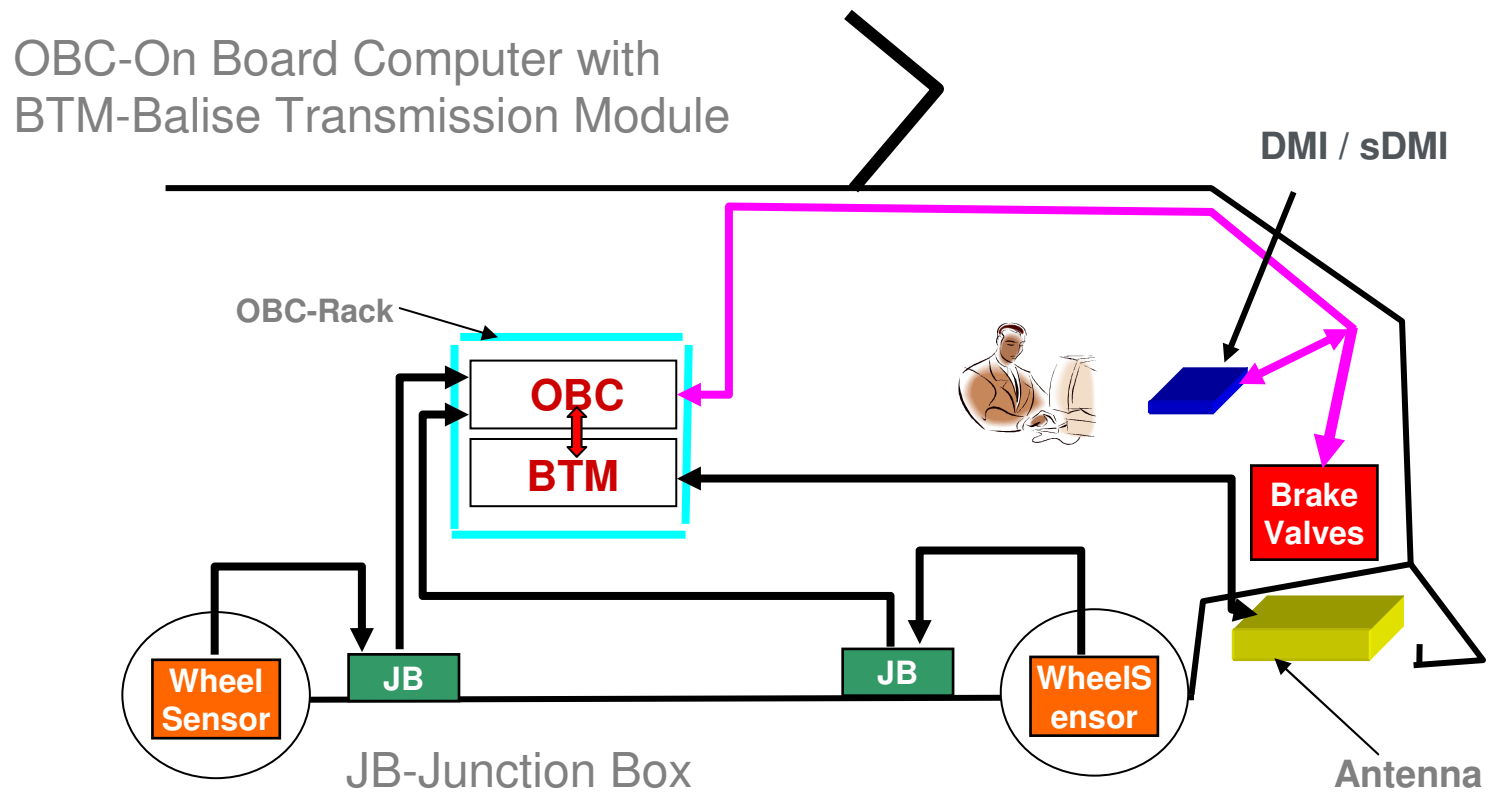 OBC-On Board Computer with
BTM-Balise Transmission Module
DMI / sDMI
OBC-Rack
OBC
BTM
Brake
Valves
Wheel
Sensor
JB
JB
WheelS
ensor
JB-Junction Box
Antenna